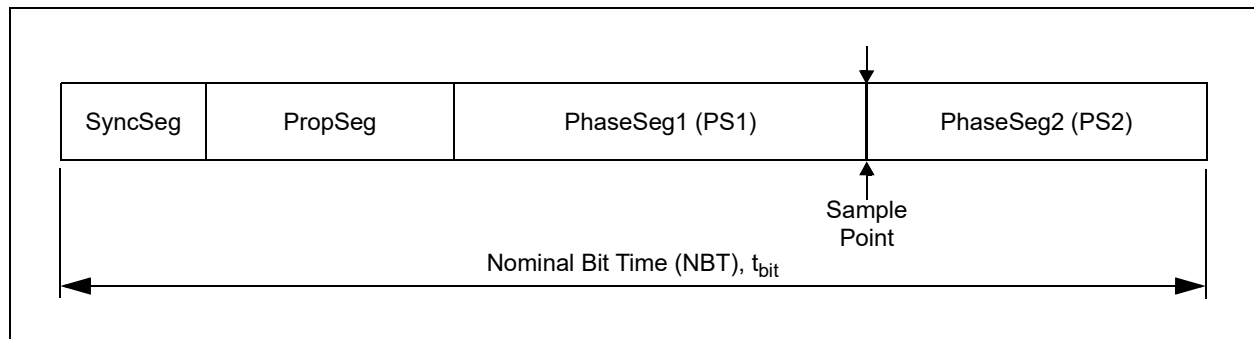 SyncSeg PropSeg PhaseSeg1 (PS1) PhaseSeg2 (PS2)
Sample
Point
Nominal Bit Time (NBT), tbit